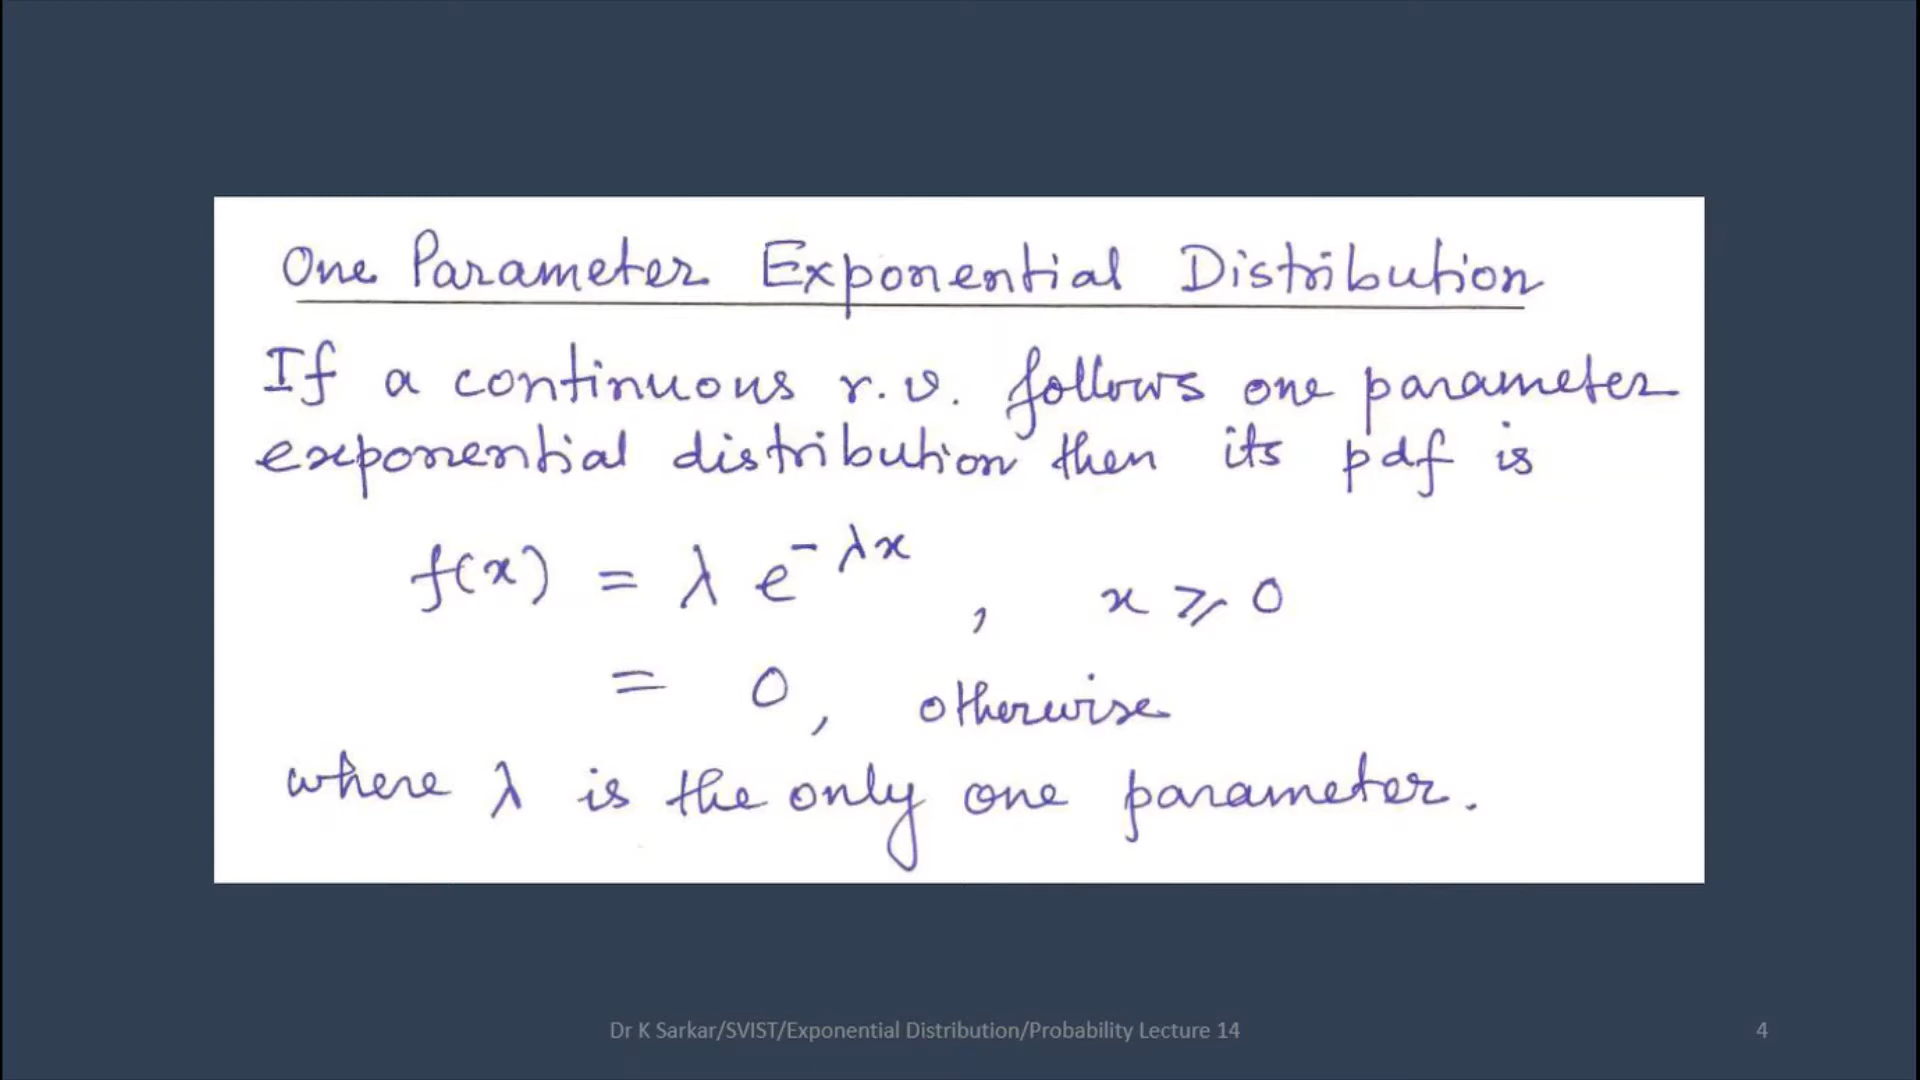 One Parameter Exponential Distribution
If a continuous r.v. follows one parameter
exponential distribution then its pdf is
f(x) = λ e^{-λx} , x ⩾ 0
= 0, otherwise
where λ is the only one parameter.
Dr K Sarkar/SVIST/Exponential Distribution/Probability Lecture 14
4